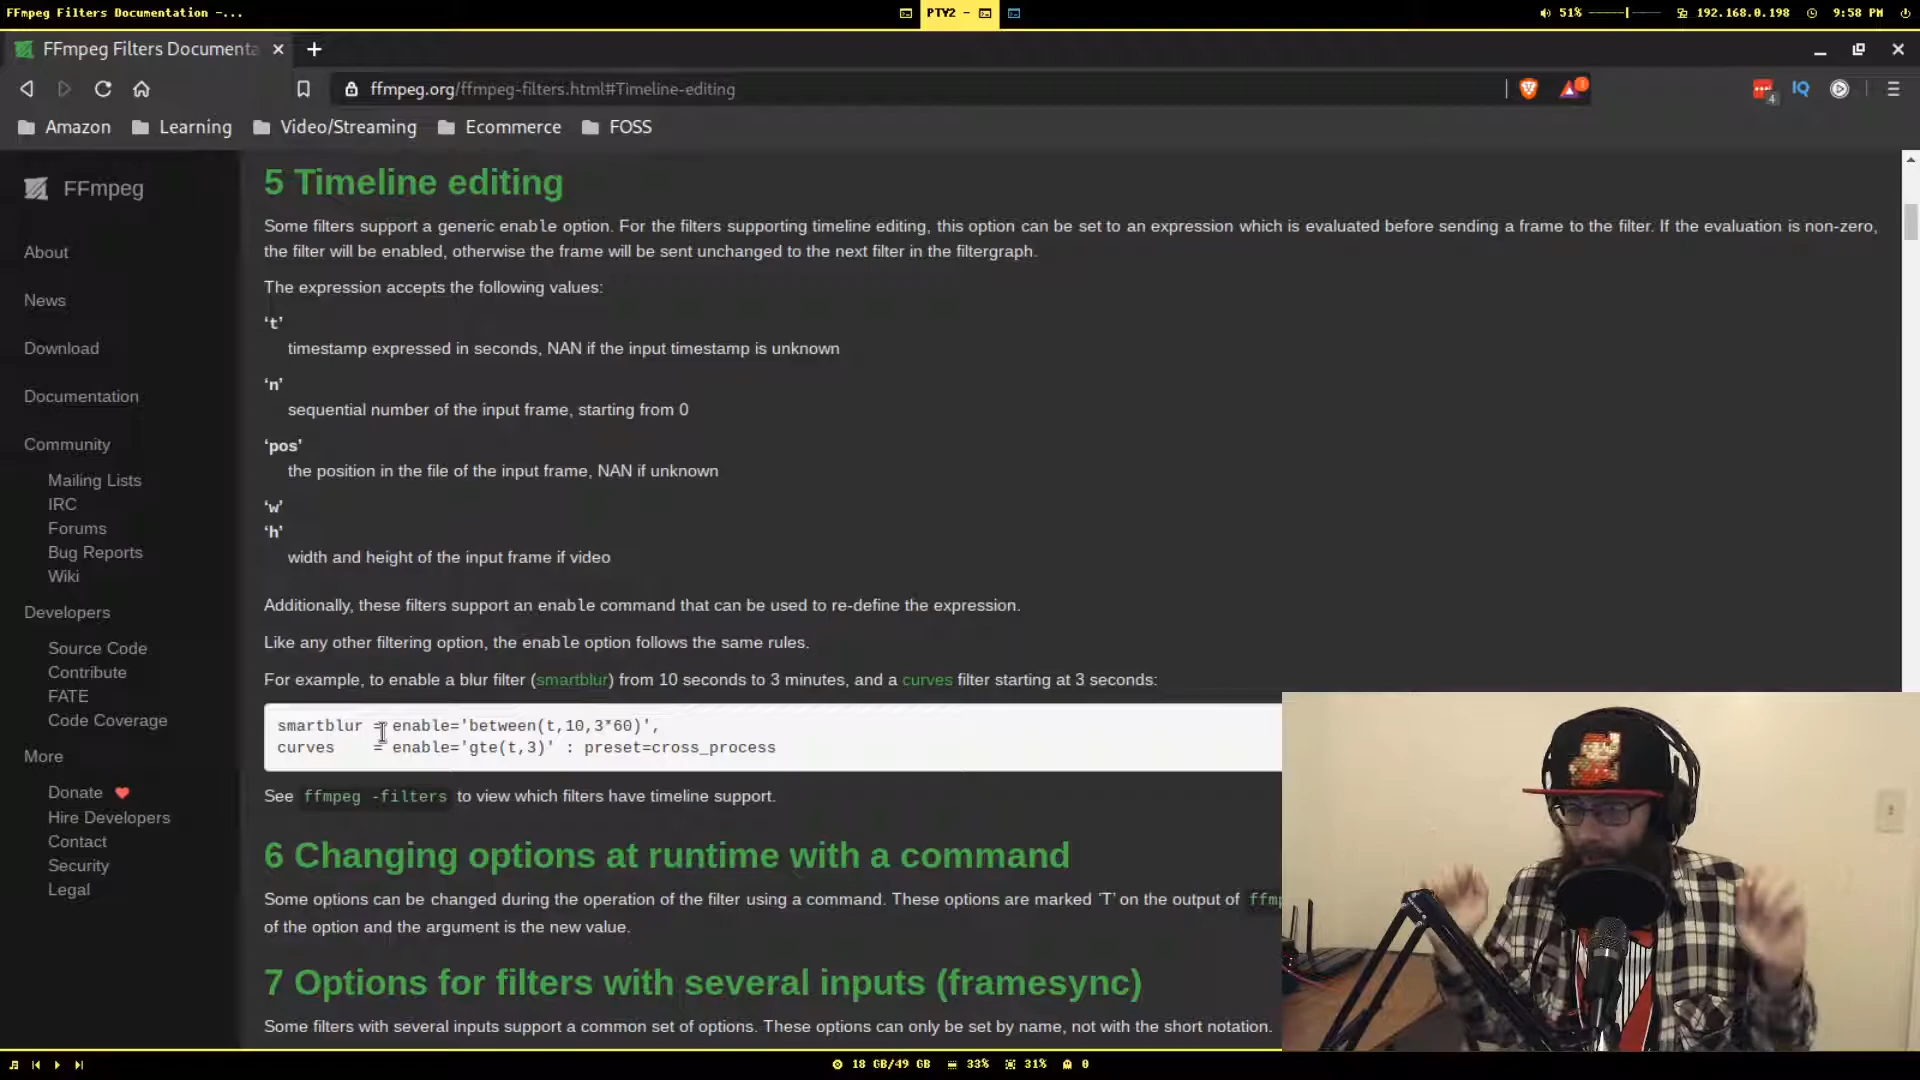 FFmpeg Filters Documentation -...
PTY2 -
51%
192.168.0.198
9:58 PM
FFmpeg Filters Documenta
ffmpeg.org/ffmpeg-filters.html#Timeline-editing
4
IQ
Amazon
Learning
Video/Streaming
Ecommerce
FOSS
FFmpeg
About
News
Download
Documentation
Community
Mailing Lists
IRC
Forums
Bug Reports
Wiki
Developers
Source Code
Contribute
FATE
Code Coverage
More
Donate
Hire Developers
Contact
Security
Legal
5 Timeline editing
Some filters support a generic enable option. For the filters supporting timeline editing, this option can be set to an expression which is evaluated before sending a frame to the filter. If the evaluation is non-zero,
the filter will be enabled, otherwise the frame will be sent unchanged to the next filter in the filtergraph.
The expression accepts the following values:
‘t’
timestamp expressed in seconds, NAN if the input timestamp is unknown
‘n’
sequential number of the input frame, starting from 0
‘pos’
the position in the file of the input frame, NAN if unknown
‘w’
‘h’
width and height of the input frame if video
Additionally, these filters support an enable command that can be used to re-define the expression.
Like any other filtering option, the enable option follows the same rules.
For example, to enable a blur filter (smartblur) from 10 seconds to 3 minutes, and a curves filter starting at 3 seconds:
smartblur = enable='between(t,10,3*60)',
curves    = enable='gte(t,3)' : preset=cross_process
See ffmpeg -filters to view which filters have timeline support.
6 Changing options at runtime with a command
Some options can be changed during the operation of the filter using a command. These options are marked ’T’ on the output of ffmp
of the option and the argument is the new value.
7 Options for filters with several inputs (framesync)
Some filters with several inputs support a common set of options. These options can only be set by name, not with the short notation.
18 GB/49 GB
33%
31%
0